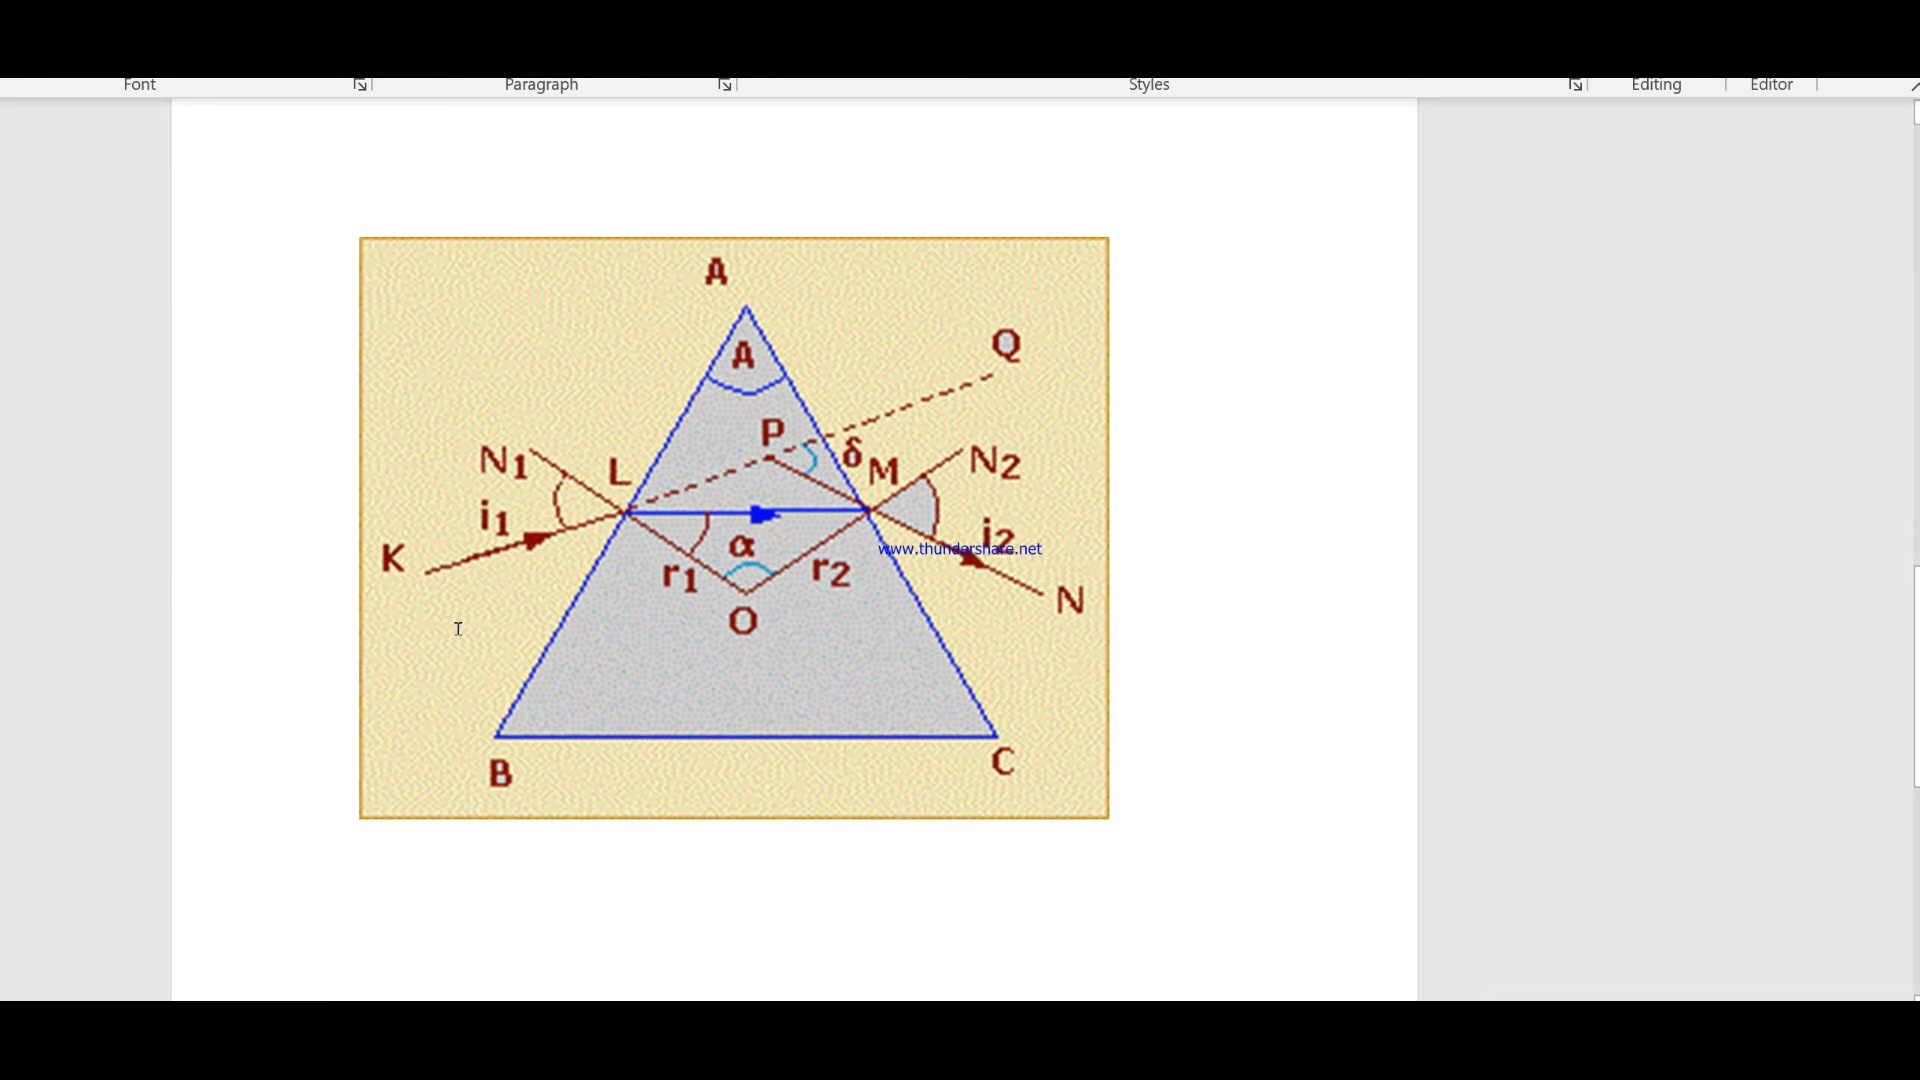 Font Paragraph Styles Editing Editor
A
A
Q
P
δ
N1 L M N2
i1 i2
K α
www.thundershare.net
r1 r2
O N
B C